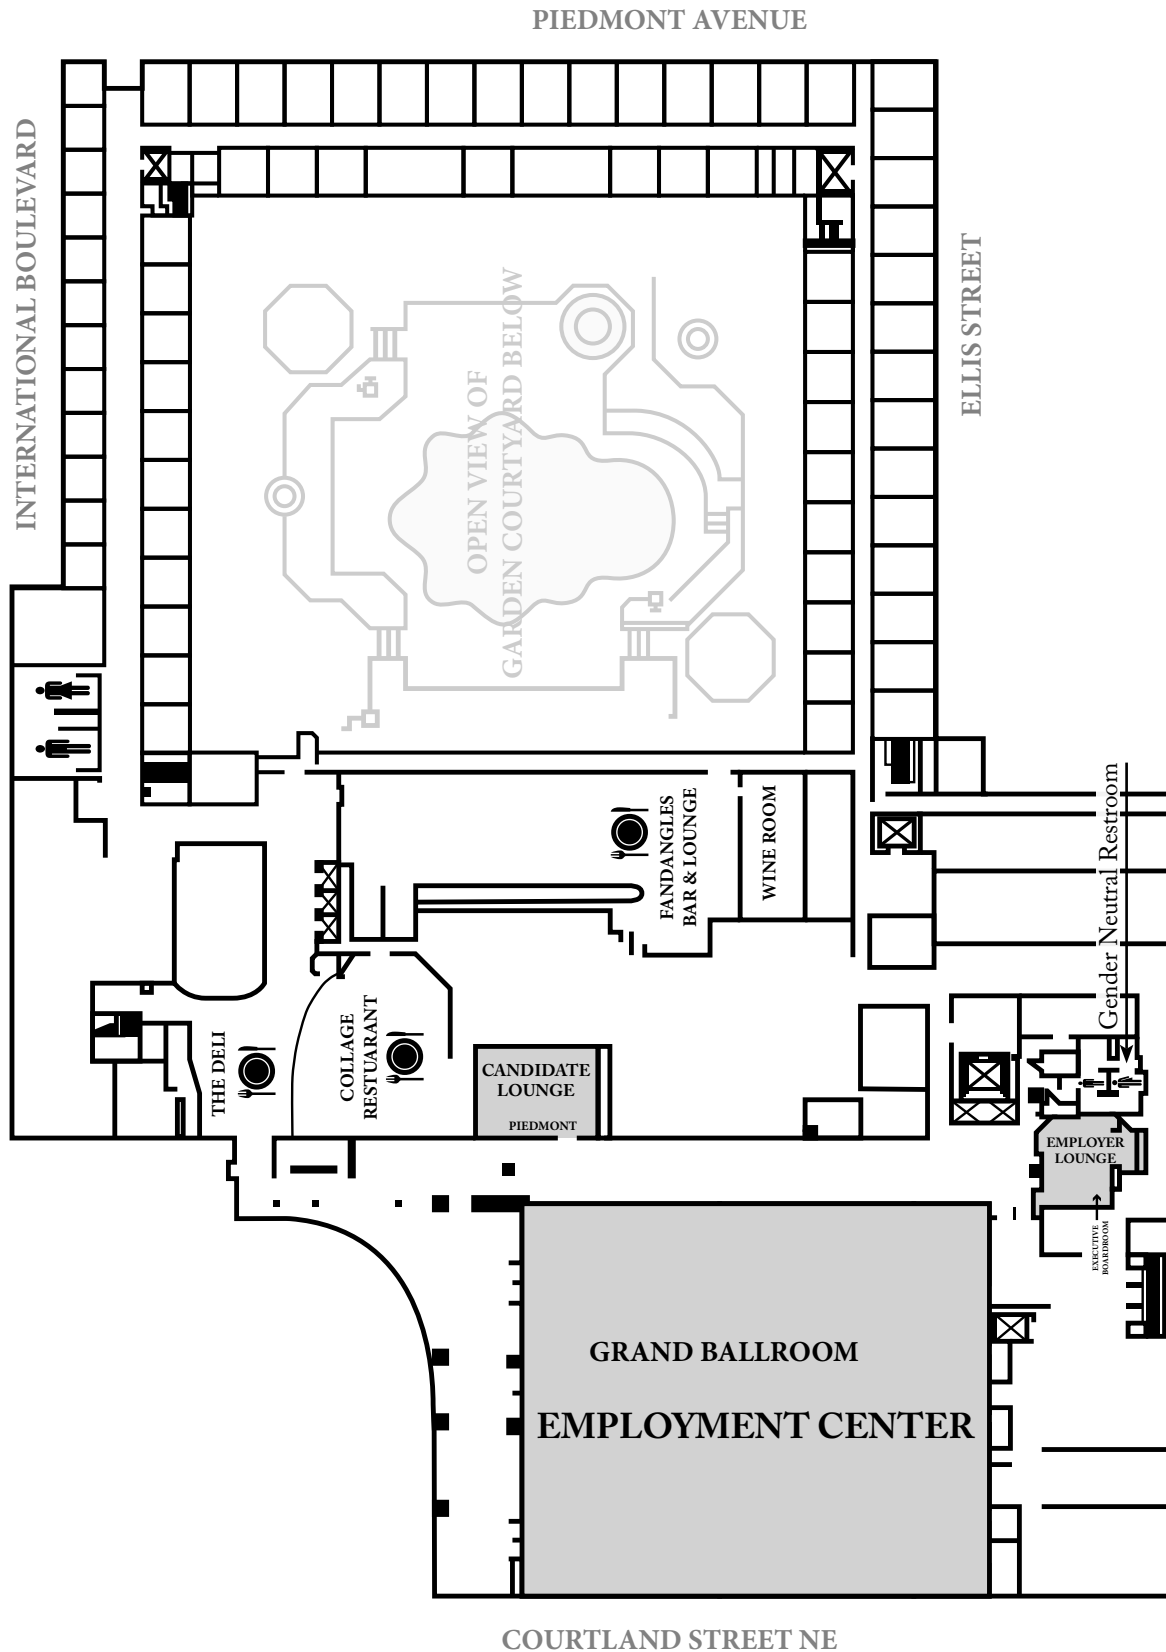 PIEDMONT AVENUE
INTERNATIONAL BOULEVARD
ELLIS STREET
OPEN VIEW OF
GARDEN COURTYARD BELOW
FANDANGLES
BAR & LOUNGE
WINE ROOM
Gender Neutral Restroom
THE DELI
COLLAGE
RESTUARANT
CANDIDATE
LOUNGE
PIEDMONT
EMPLOYER
LOUNGE
EXECUTIVE
BOARDROOM
GRAND BALLROOM
EMPLOYMENT CENTER
COURTLAND STREET NE